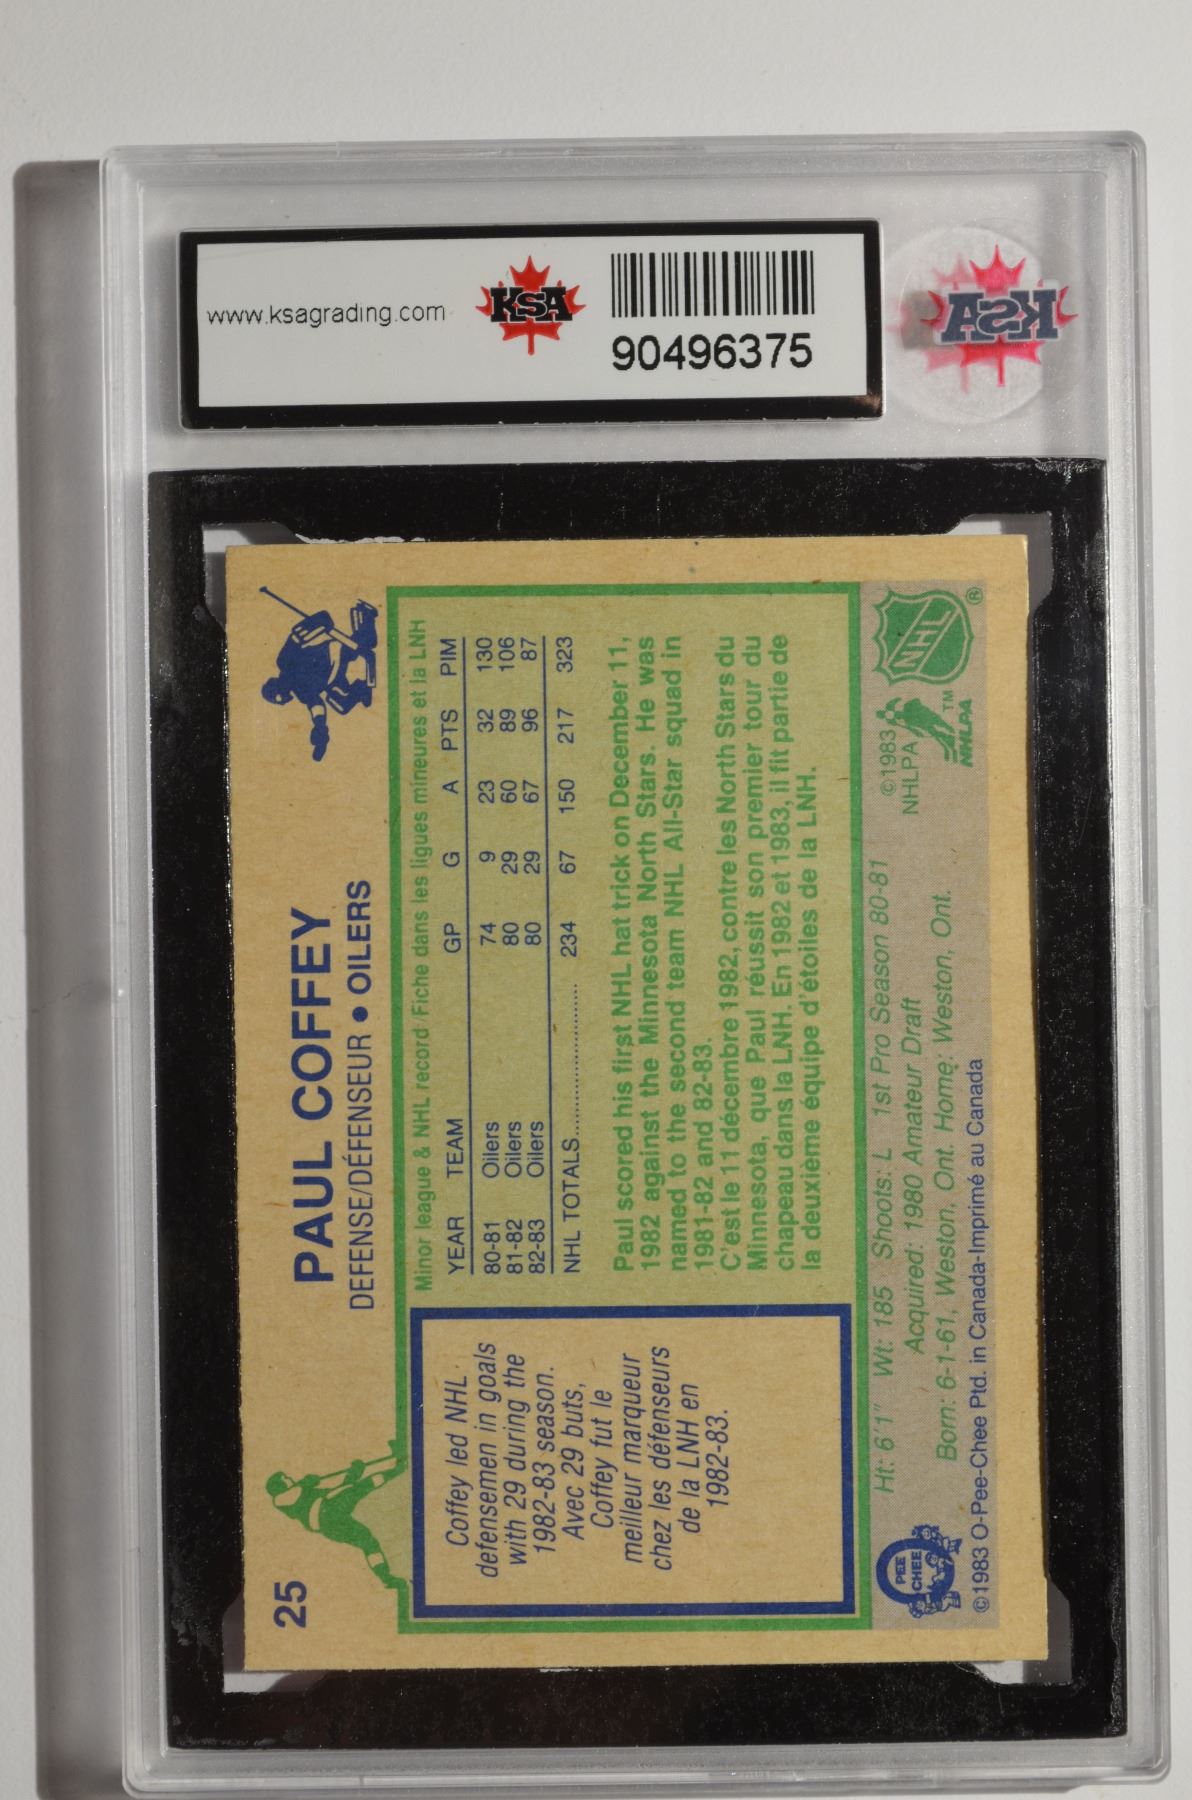 www.ksagrading.com
KSA
90496375
KSA
25
PAUL COFFEY
DEFENSE/DÉFENSEUR • OILERS
Coffey led NHL
defensemen in goals
with 29 during the
1982-83 season.
Avec 29 buts,
Coffey fut le
meilleur marqueur
chez les défenseurs
de la LNH en
1982-83.
Minor league & NHL record·Fiche dans les ligues mineures et la LNH
YEAR TEAM GP G A PTS PIM
80-81 Oilers 74 9 23 32 130
81-82 Oilers 80 29 60 89 106
82-83 Oilers 80 29 67 96 87
NHL TOTALS.................. 234 67 150 217 323
Paul scored his first NHL hat trick on December 11,
1982 against the Minnesota North Stars. He was
named to the second team NHL All-Star squad in
1981-82 and 82-83.
C'est le 11 décembre 1982, contre les North Stars du
Minnesota, que Paul réussit son premier tour du
chapeau dans la LNH. En 1982 et 1983, il fit partie de
la deuxième équipe d'étoiles de la LNH.
Ht: 6'1" Wt: 185 Shoots: L 1st Pro Season 80-81
Acquired: 1980 Amateur Draft
Born: 6-1-61, Weston, Ont. Home: Weston, Ont.
©1983 O-Pee-Chee Ptd. in Canada-Imprimé au Canada
O
PEE
CHEE
©1983
NHLPA
NHLPA TM
NHL ®